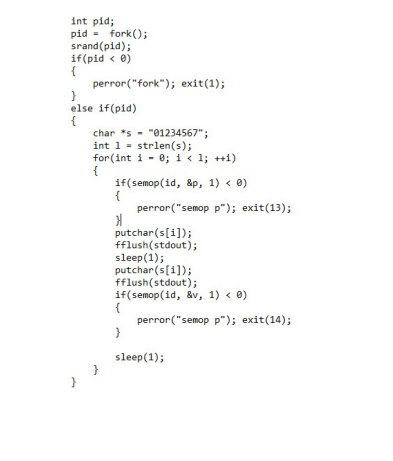 int pid;
pid = fork();
srand(pid);
if(pid < 0)
{
perror("fork"); exit(1);
}
else if(pid)
{
char *s = "01234567";
int l = strlen(s);
for(int i = 0; i < l; ++i)
{
if(semop(id, &p, 1) < 0)
{
perror("semop p"); exit(13);
}
putchar(s[i]);
fflush(stdout);
sleep(1);
putchar(s[i]);
fflush(stdout);
if(semop(id, &v, 1) < 0)
{
perror("semop p"); exit(14);
}
sleep(1);
}
}